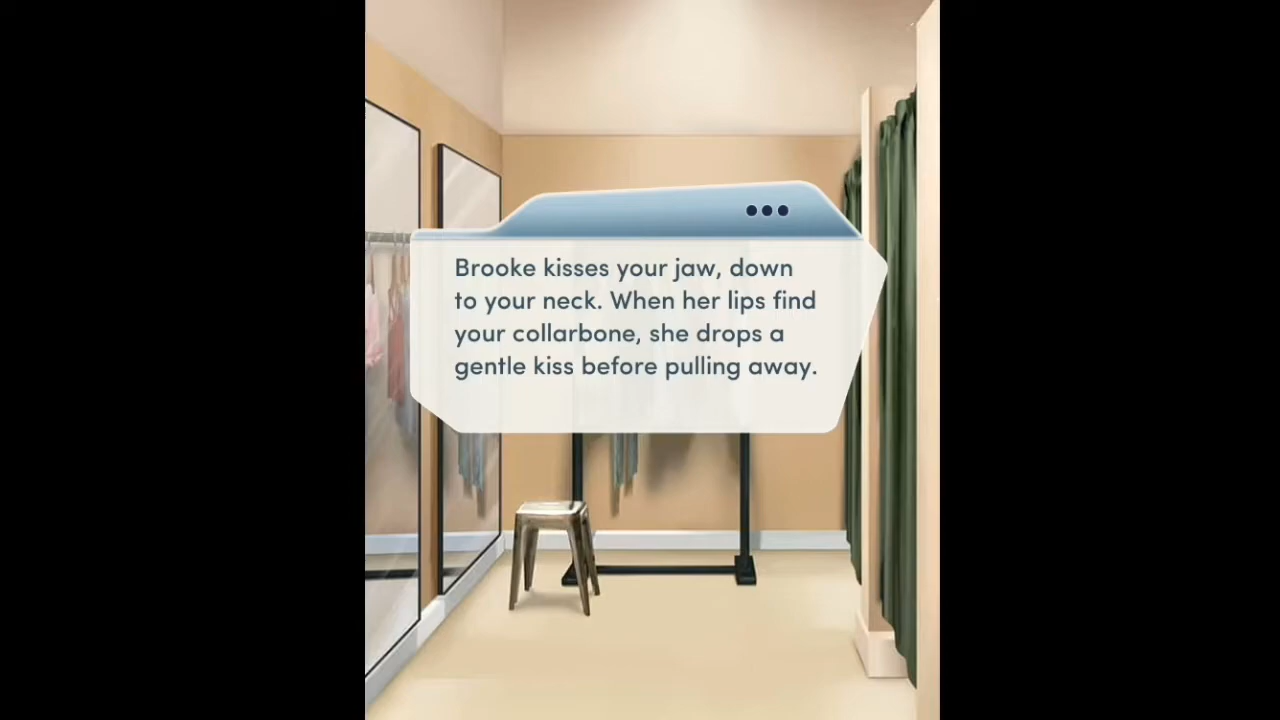 Brooke kisses your jaw, down
to your neck. When her lips find
your collarbone, she drops a
gentle kiss before pulling away.